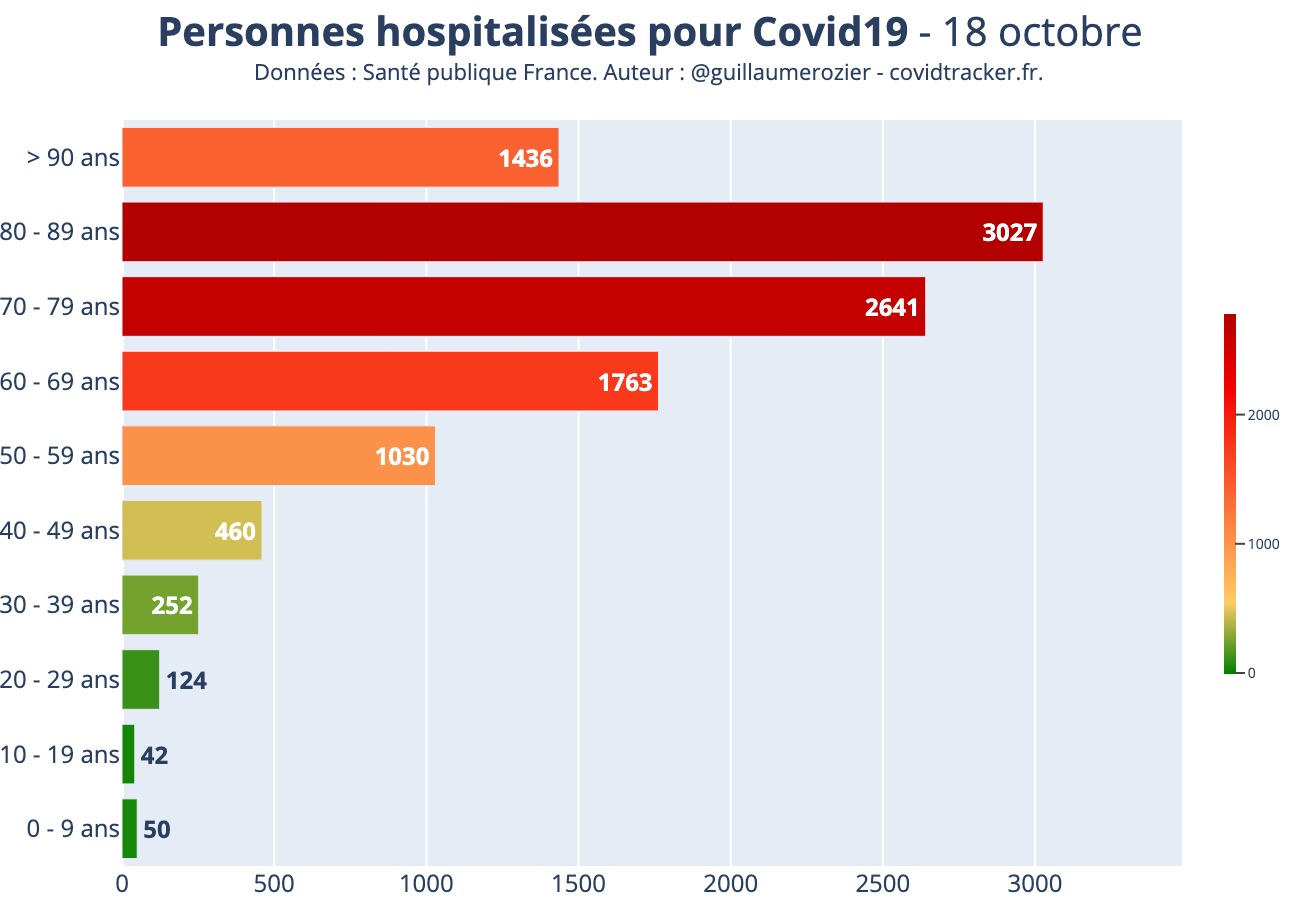 Personnes hospitalisées pour Covid19 - 18 octobre
Données : Santé publique France. Auteur : @guillaumerozier - covidtracker.fr.
> 90 ans 1436
80 - 89 ans 3027
70 - 79 ans 2641
60 - 69 ans 1763
50 - 59 ans 1030
40 - 49 ans 460
30 - 39 ans 252
20 - 29 ans 124
10 - 19 ans 42
0 - 9 ans 50
0 500 1000 1500 2000 2500 3000
2000
1000
0